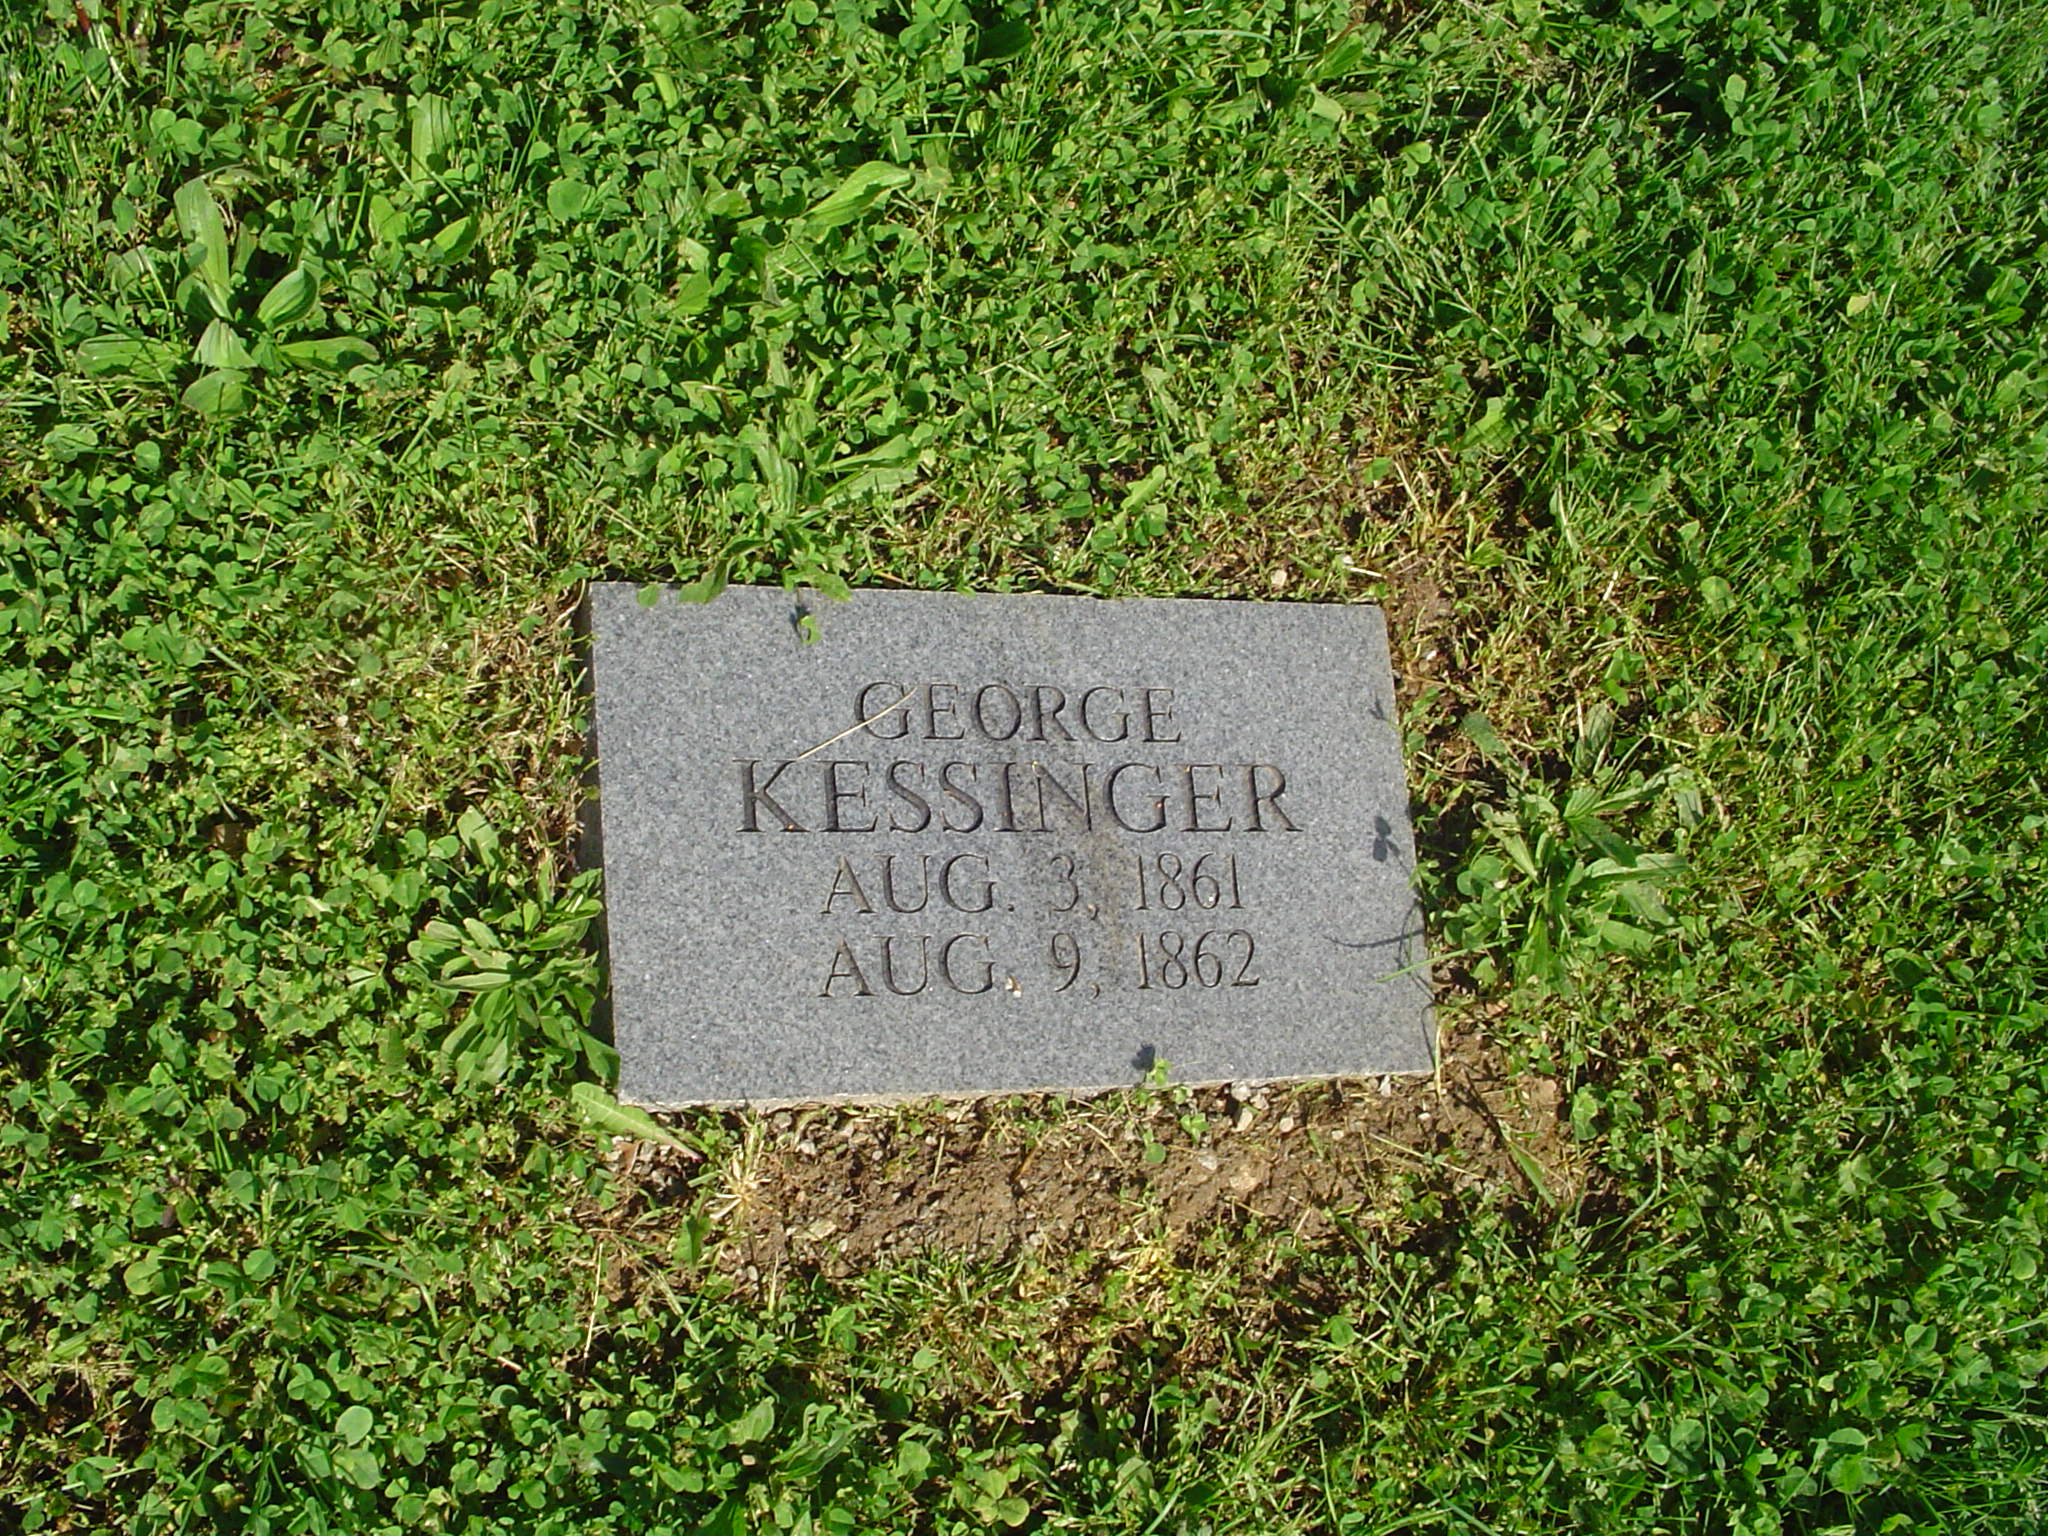 GEORGE
KESSINGER
AUG. 3, 1861
AUG. 9, 1862